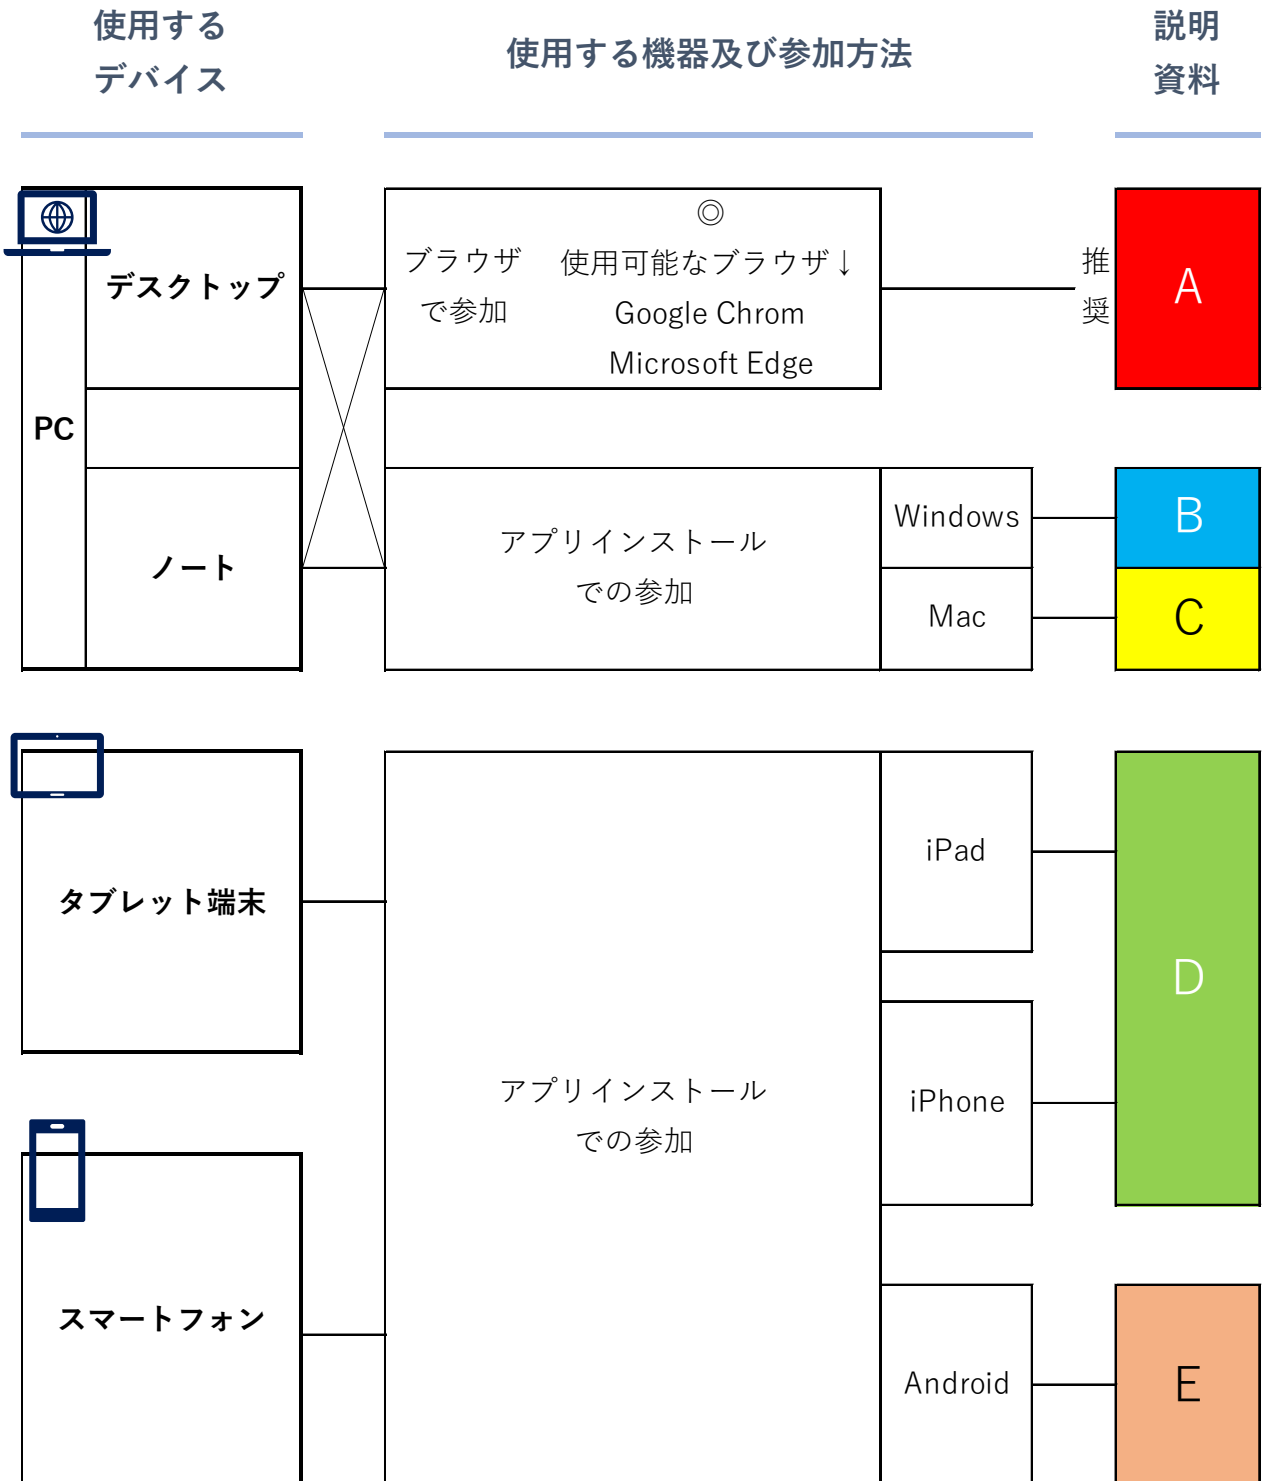 使用する
デバイス
使用する機器及び参加方法
説明
資料
PC
デスクトップ
ブラウザ
で参加
◎
使用可能なブラウザ↓
Google Chrom
Microsoft Edge
推
奨
A
ノート
アプリインストール
での参加
Windows
B
Mac
C
タブレット端末
スマートフォン
アプリインストール
での参加
iPad
iPhone
D
Android
E